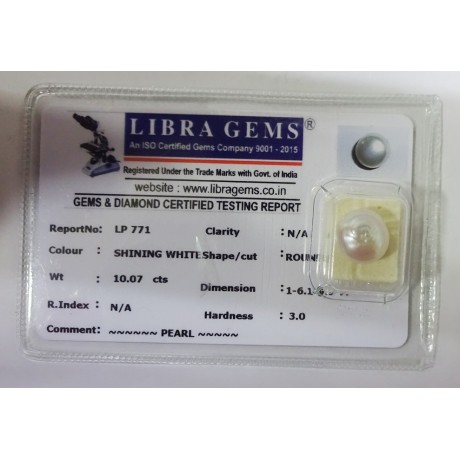 LIBRA GEMS®
An ISO Certified Gems Company 9001 - 2015
Registered Under the Trade Marks with Govt. of India
website : www.libragems.co.in
GEMS & DIAMOND CERTIFIED TESTING REPORT
ReportNo: LP 771 Clarity : N/A
Colour : SHINING WHITE Shape/cut : ROUN
Wt : 10.07 cts Dimension :
R.Index : N/A Hardness : 3.0
Comment: ~~~~~~ PEARL ~~~~~